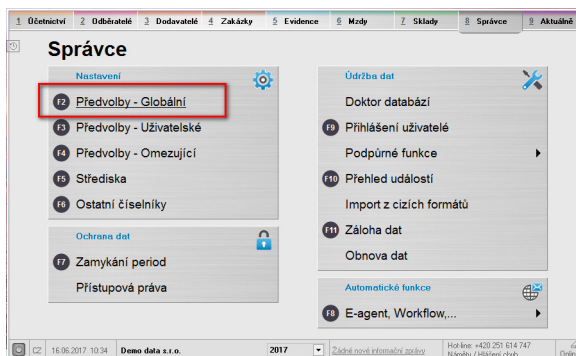 1 Účetnictví 2 Odběratelé 3 Dodavatelé 4 Zakázky 5 Evidence 6 Mzdy 7 Sklady 8 Správce 9 Aktuálně
Správce
Nastavení
F2 Předvolby - Globální
F3 Předvolby - Uživatelské
F4 Předvolby - Omezující
F5 Střediska
F6 Ostatní číselníky
Ochrana dat
F7 Zamykání period
Přístupová práva
Údržba dat
Doktor databází
F9 Přihlášení uživatelé
Podpůrné funkce
F10 Přehled událostí
Import z cizích formátů
F11 Záloha dat
Obnova dat
Automatické funkce
F8 E-agent, Workflow,...
CZ 16.06.2017 10:34 Demo data s.r.o. 2017 Žádné nové informační zprávy
Hot-line: +420 251 614 747
Náměty / Hlášení chyb